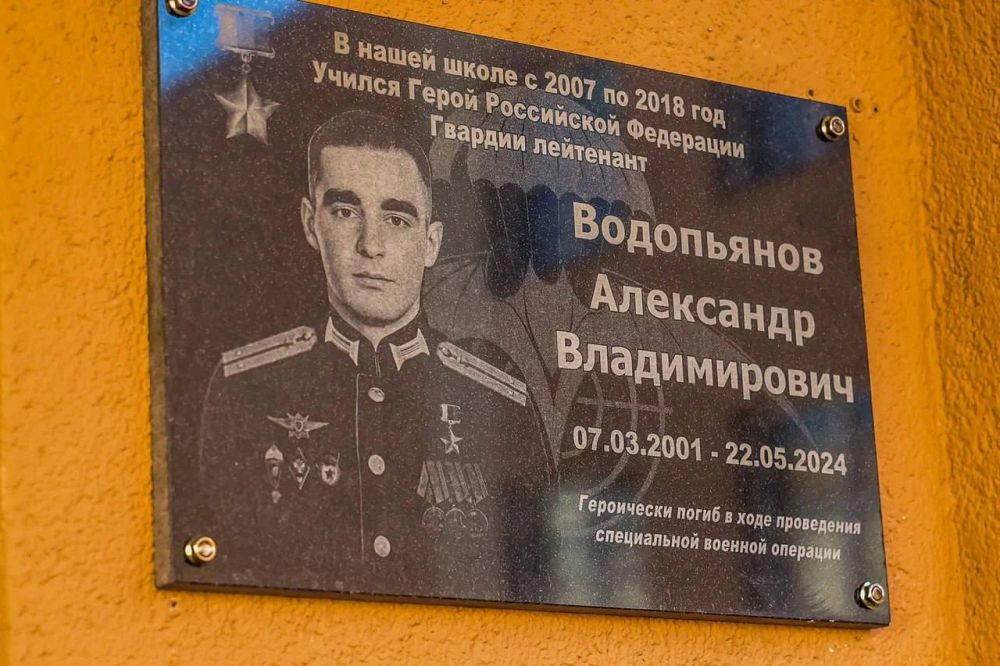 В нашей школе с 2007 по 2018 год
Учился Герой Российской Федерации
Гвардии лейтенант
Водопьянов
Александр
Владимирович
07.03.2001 - 22.05.2024
Героически погиб в ходе проведения
специальной военной операции